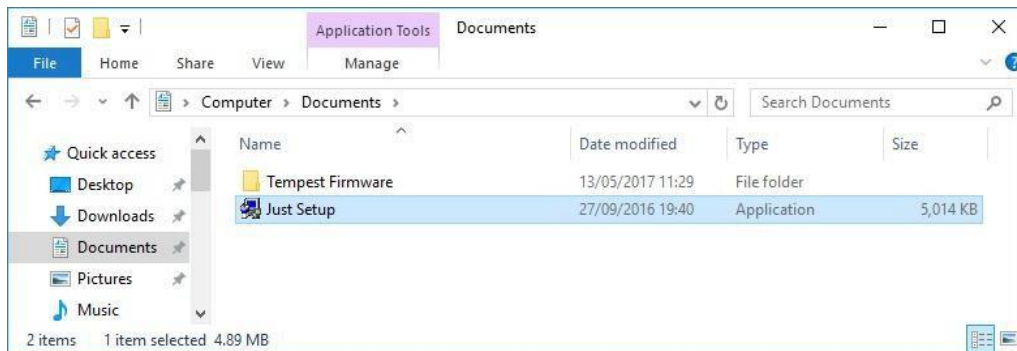 Application Tools Documents
File Home Share View Manage
Computer > Documents > Search Documents
Quick access Name Date modified Type Size
Desktop Tempest Firmware 13/05/2017 11:29 File folder
Downloads Just Setup 27/09/2016 19:40 Application 5,014 KB
Documents
Pictures
Music
2 items 1 item selected 4.89 MB